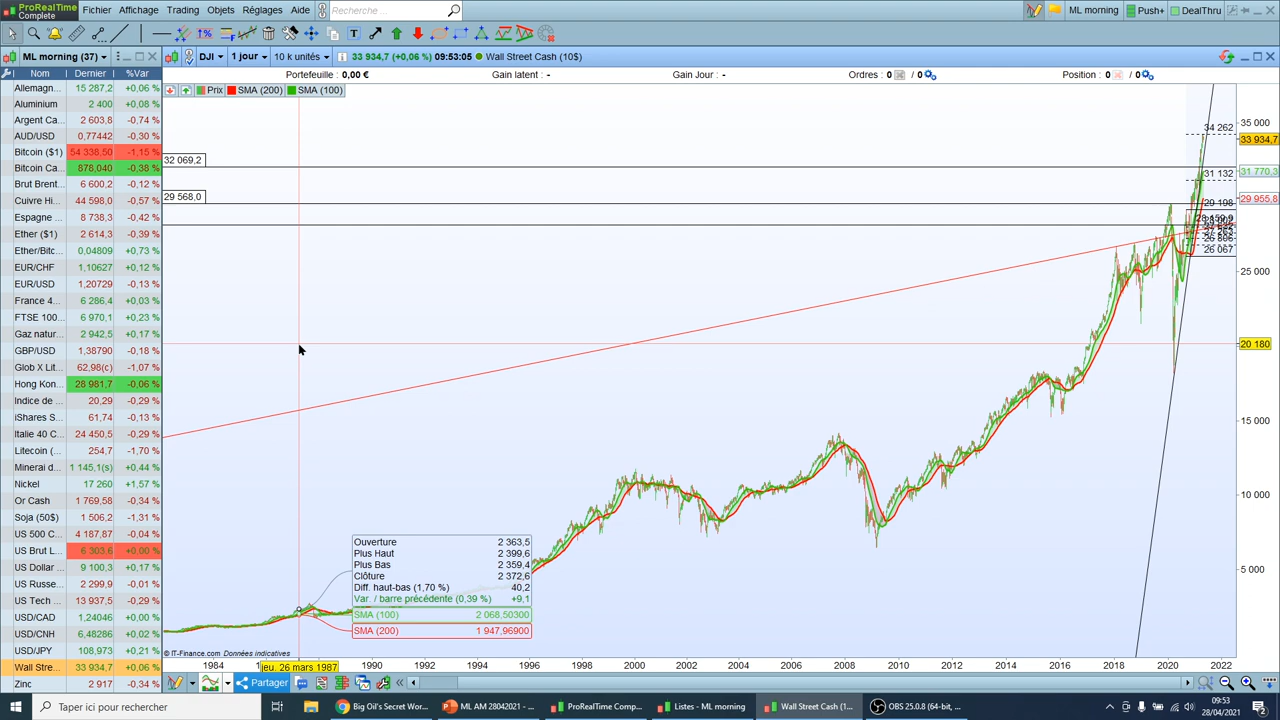 ProRealTime Complete Fichier Affichage Trading Objets Réglages Aide Recherche ... ML morning Push+ DealThru
ML morning (37) DJI 1 jour 10 k unités 33 934,7 (+0,06 %) 09:53:05 Wall Street Cash (10$)
Nom Dernier %Var
Portefeuille : 0,00 € Gain latent : - Gain Jour : - Ordres : 0 / 0 Position : 0 / 0
Prix SMA (200) SMA (100)
Allemagn... 15 287,2 +0,06 %
Aluminium 2 400 +0,08 %
Argent Ca... 2 603,8 -0,74 %
AUD/USD 0,77442 -0,30 %
Bitcoin ($1) 54 338,50 -1,15 %
Bitcoin Ca... 878,040 -0,38 %
Brut Brent... 6 600,2 -0,12 %
Cuivre Hi... 44 598,0 -0,57 %
Espagne ... 8 738,3 -0,42 %
Ether ($1) 2 614,3 -0,39 %
Ether/Bitc... 0,04809 +0,73 %
EUR/CHF 1,10627 +0,12 %
EUR/USD 1,20729 -0,13 %
France 4... 6 286,4 +0,03 %
FTSE 100... 6 970,1 +0,23 %
Gaz natur... 2 942,5 +0,17 %
GBP/USD 1,38790 -0,18 %
Glob X Lit... 62,98(c) -1,07 %
Hong Kon... 28 981,7 -0,06 %
Indice de ... 20,29 -0,29 %
iShares S... 61,74 -0,13 %
Italie 40 C... 24 450,5 -0,29 %
Litecoin (... 254,7 -1,70 %
Minerai d... 1 145,1(s) +0,44 %
Nickel 17 260 +1,57 %
Or Cash 1 769,58 -0,34 %
Soja (50$) 1 506,2 -1,31 %
US 500 C... 4 187,87 -0,04 %
US Brut L... 6 303,6 +0,00 %
US Dollar ... 9 100,3 +0,17 %
US Russe... 2 299,9 -0,01 %
US Tech ... 13 937,5 -0,29 %
USD/CAD 1,24046 +0,00 %
USD/CNH 6,48286 +0,02 %
USD/JPY 108,973 +0,21 %
Wall Stre... 33 934,7 +0,06 %
Zinc 2 917 -0,34 %
32 069,2
29 568,0
34 262
31 132
29 198
26 067
35 000
33 934,7
31 770,3
29 955,8
25 000
20 180
15 000
10 000
5 000
Ouverture 2 363,5
Plus Haut 2 399,6
Plus Bas 2 359,4
Clôture 2 372,6
Diff. haut-bas (1,70 %) 40,2
Var. / barre précédente (0,39 %) +9,1
SMA (100) 2 068,50300
SMA (200) 1 947,96900
© IT-Finance.com Données indicatives
1984 jeu. 26 mars 1987 1990 1992 1994 1996 1998 2000 2002 2004 2006 2008 2010 2012 2014 2016 2018 2020 2022
Partager
Taper ici pour rechercher Big Oil's Secret Wor... ML AM 28042021 - ... ProRealTime Comp... Listes - ML morning Wall Street Cash (1... OBS 25.0.8 (64-bit, ... 09:53
28/04/2021